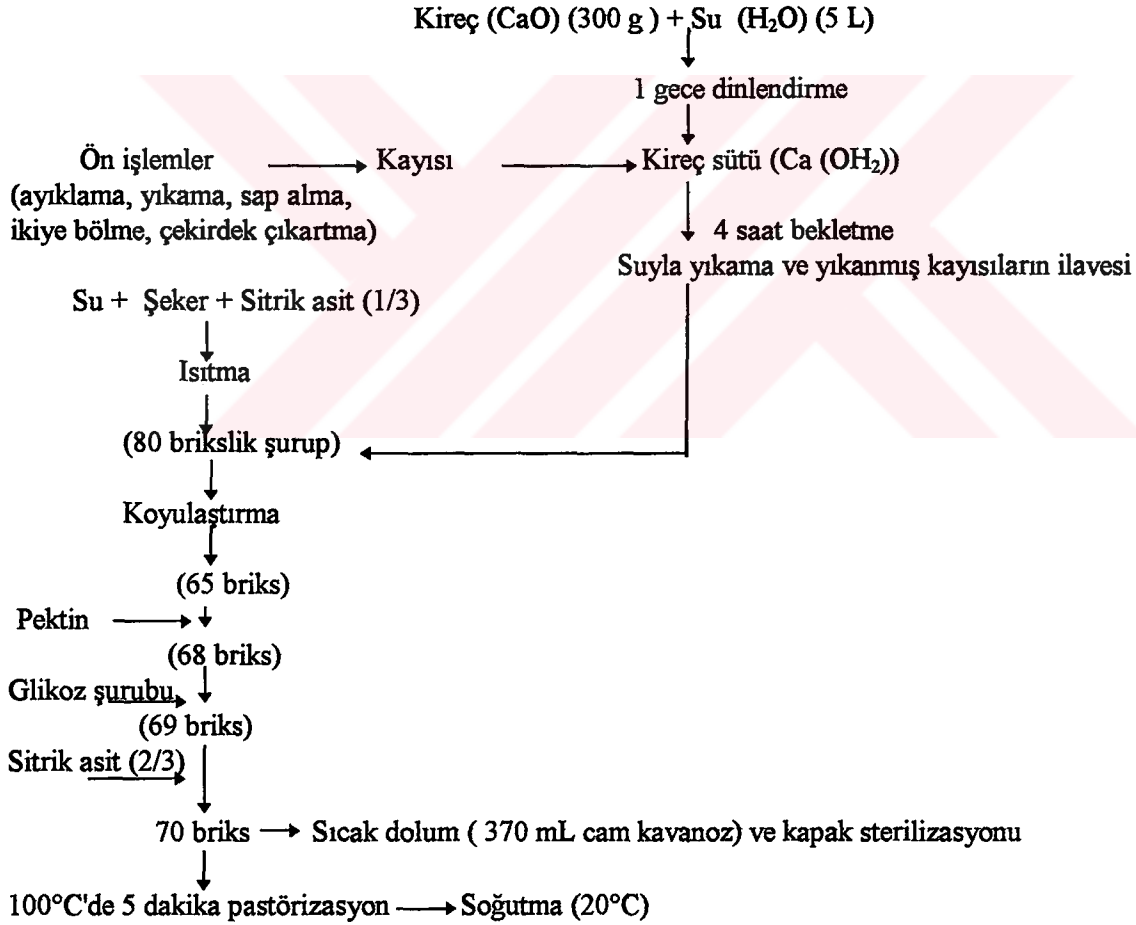 Kireç (CaO) (300 g ) + Su (H₂O) (5 L)
1 gece dinlendirme
Ön işlemler
Kayısı
Kireç sütü (Ca (OH₂))
(ayıklama, yıkama, sap alma,
ikiye bölme, çekirdek çıkartma)
4 saat bekletme
Suyla yıkama ve yıkanmış kayısıların ilavesi
Su + Şeker + Sitrik asit (1/3)
Isıtma
(80 brikslik şurup)
Koyulaştırma
(65 briks)
Pektin
(68 briks)
Glikoz şurubu
(69 briks)
Sitrik asit (2/3)
70 briks
Sıcak dolum ( 370 mL cam kavanoz) ve kapak sterilizasyonu
100°C'de 5 dakika pastörizasyon
Soğutma (20°C)